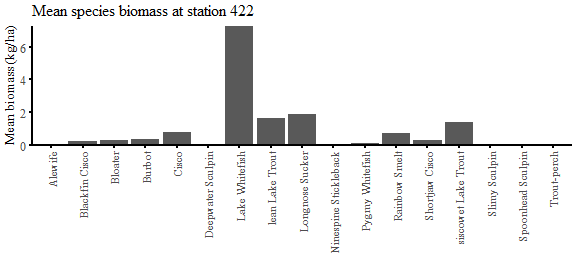 Mean species biomass at station 422
Mean biomass (kg/ha)
6
4
2
0
Alewife
Blackfin Cisco
Bloater
Burbot
Cisco
Deepwater Sculpin
Lake Whitefish
lean Lake Trout
Longnose Sucker
Ninespine Stickleback
Pygmy Whitefish
Rainbow Smelt
Shortjaw Cisco
siscowet Lake Trout
Slimy Sculpin
Spoonhead Sculpin
Trout-perch